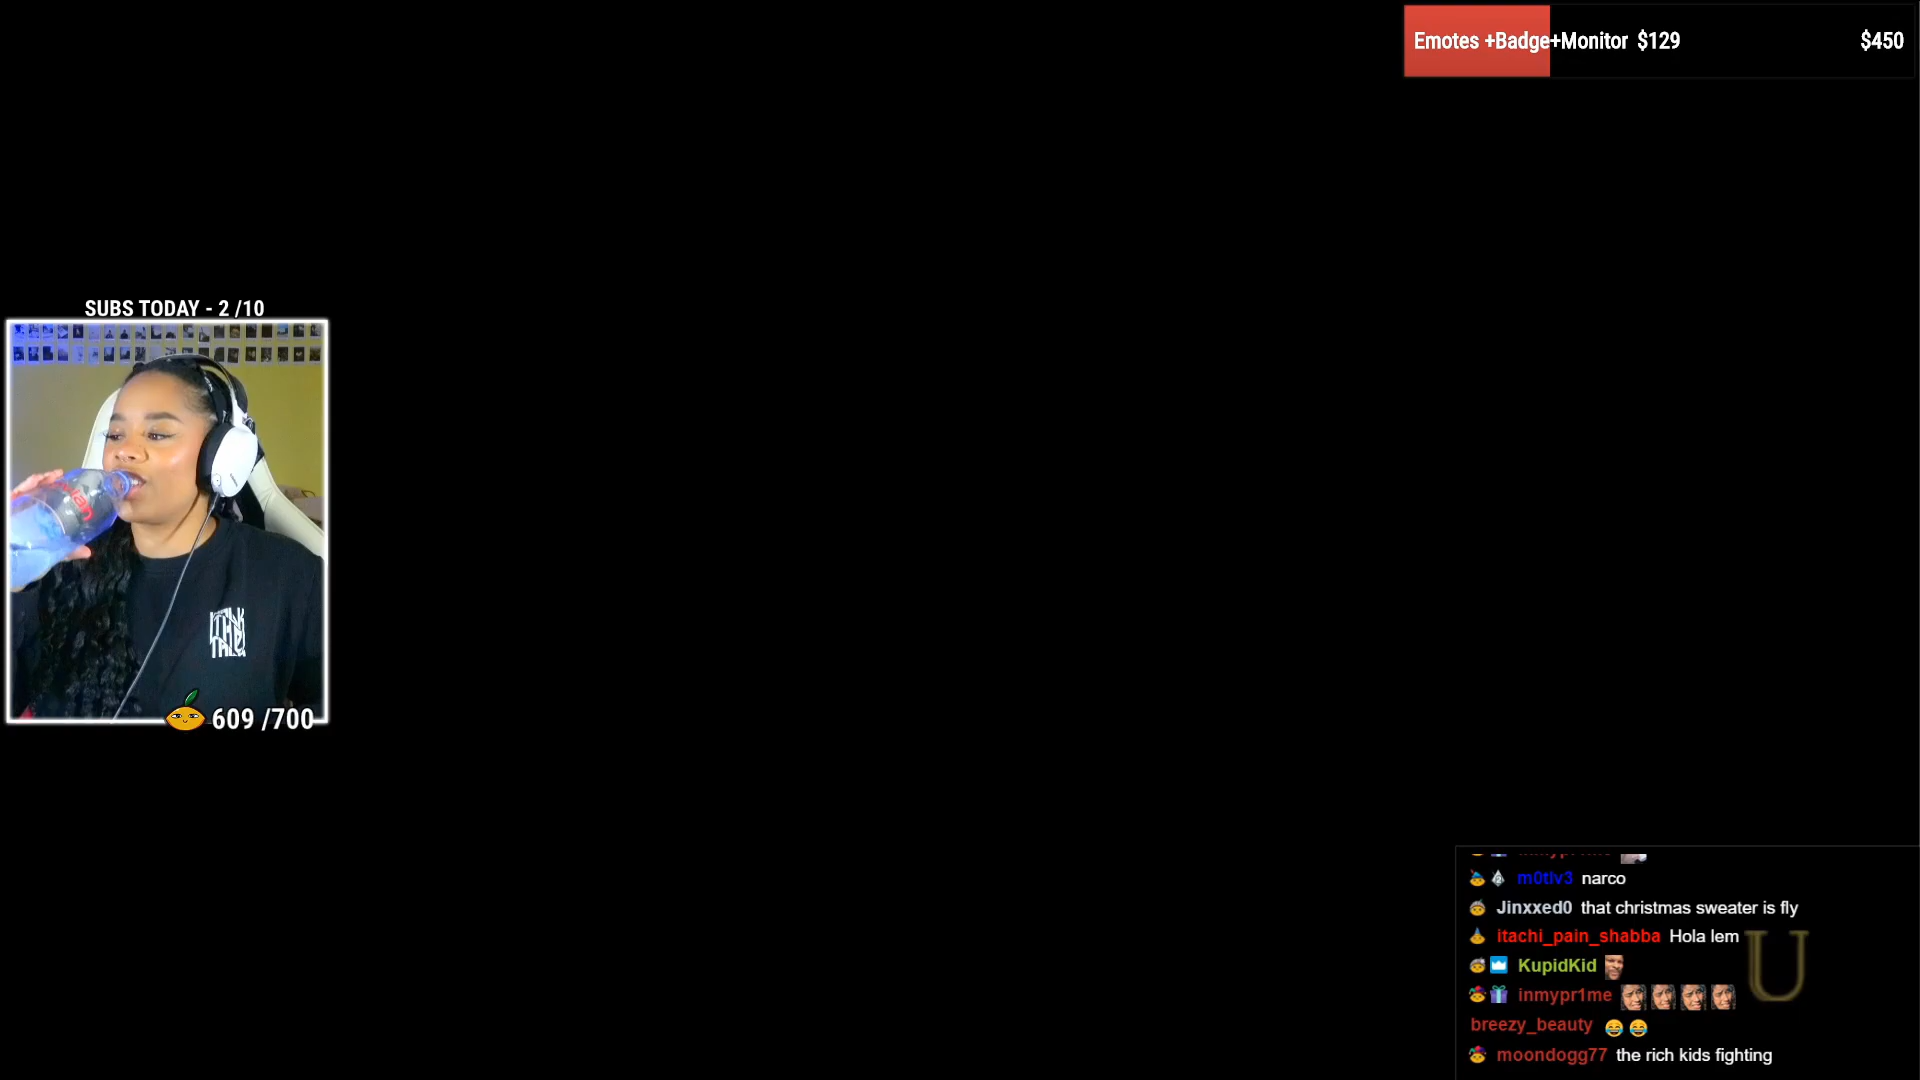 Emotes +Badge+Monitor $129 $450
SUBS TODAY - 2 /10
609 /700
m0tiv3 narco
Jinxxed0 that christmas sweater is fly
itachi_pain_shabba Hola lem
KupidKid
U
inmypr1me
breezy_beauty
moondogg77 the rich kids fighting